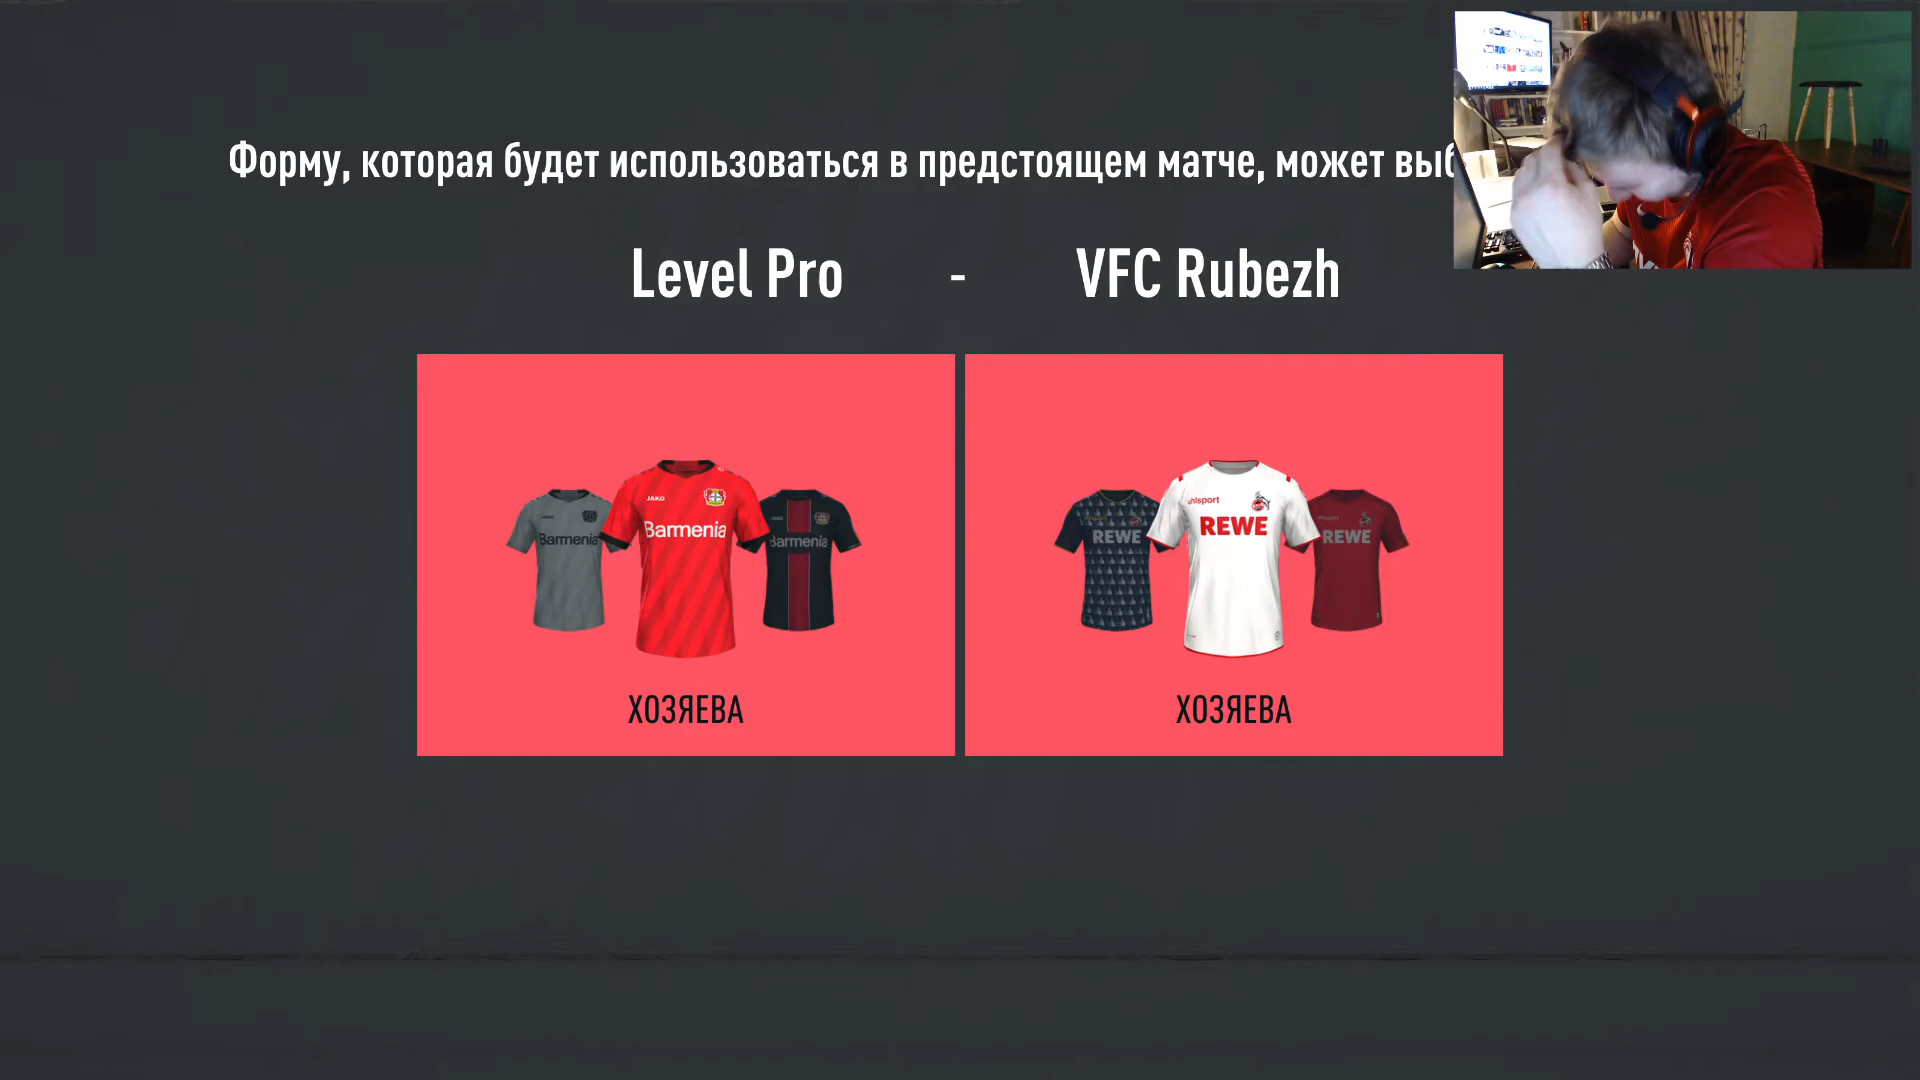 Форму, которая будет использоваться в предстоящем матче, может выб
Level Pro - VFC Rubezh
JAKO
Barmenia
Barmenia
Barmenia
uhlsport
REWE
REWE
REWE
ХОЗЯЕВА
ХОЗЯЕВА